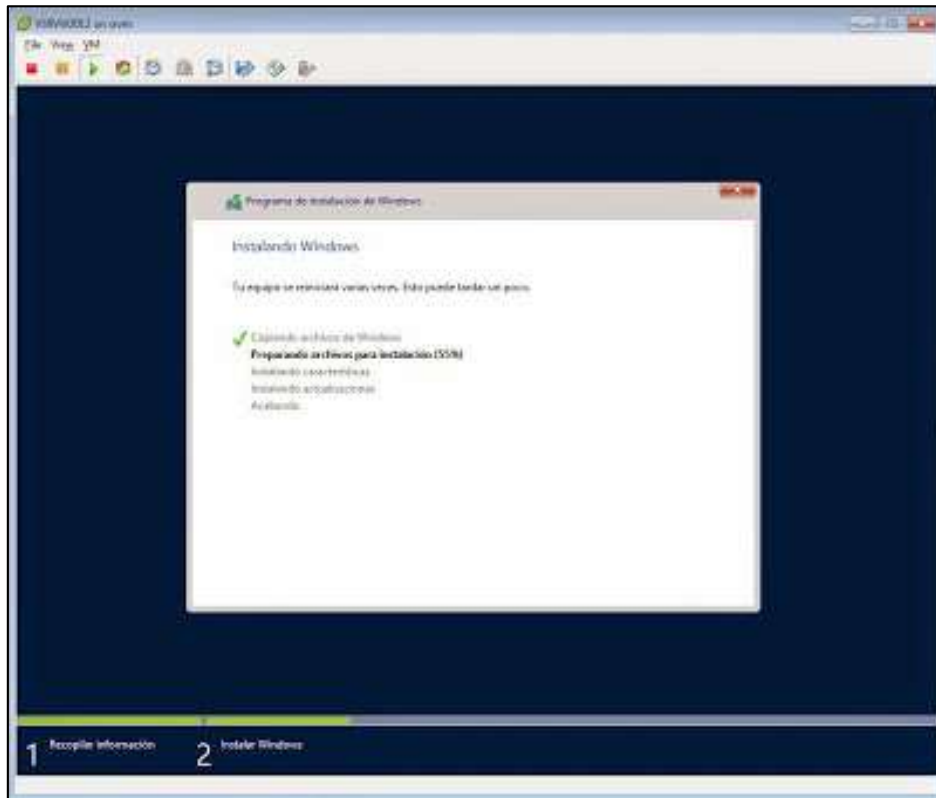 File View VM
Programa de instalación de Windows
Instalando Windows
Tu equipo se reiniciará varias veces. Esto puede tardar un poco.
Copiando archivos de Windows
Preparando archivos para instalación (55%)
Instalando características
Instalando actualizaciones
Acabando
1 Recopilar información
2 Instalar Windows